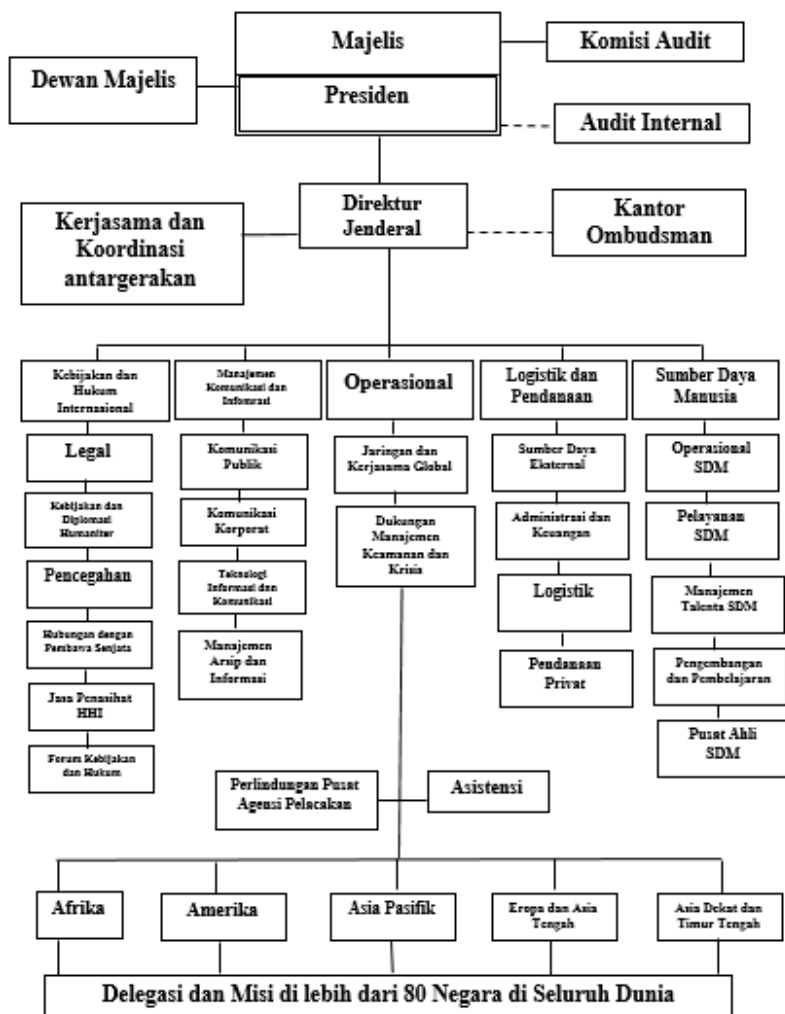 Majelis
Komisi Audit
Dewan Majelis
Presiden
Audit Internal
Direktur
Jenderal
Kerjasama dan
Koordinasi
antargerakan
Kantor
Ombudsman
Kebijakan dan
Hukum
Internasional
Manajemen
Komunikasi dan
Infomrasi
Operasional
Logistik dan
Pendanaan
Sumber Daya
Manusia
Legal
Komunikasi
Publik
Jaringan dan
Kerjasama Global
Sumber Daya
Eksternal
Operasional
SDM
Kebijakan dan
Diplomasi
Humaniter
Komunikasi
Korporat
Dukungan
Manajemen
Keamanan dan
Krisis
Administrasi dan
Keuangan
Pelayanan
SDM
Pencegahan
Teknologi
Informasi dan
Komunikasi
Logistik
Manajemen
Talenta SDM
Hubungan dengan
Pembawa Senjata
Manajemen
Arsip dan
Informasi
Pendanaan
Privat
Pengembangan
dan Pembelajaran
Jasa Penasihat
HHI
Pusat Ahli
SDM
Forum Kebijakan
dan Hukum
Perlindungan Pusat
Agensi Pelacakan
Asistensi
Afrika
Amerika
Asia Pasifik
Eropa dan Asia
Tengah
Asia Dekat dan
Timur Tengah
Delegasi dan Misi di lebih dari 80 Negara di Seluruh Dunia